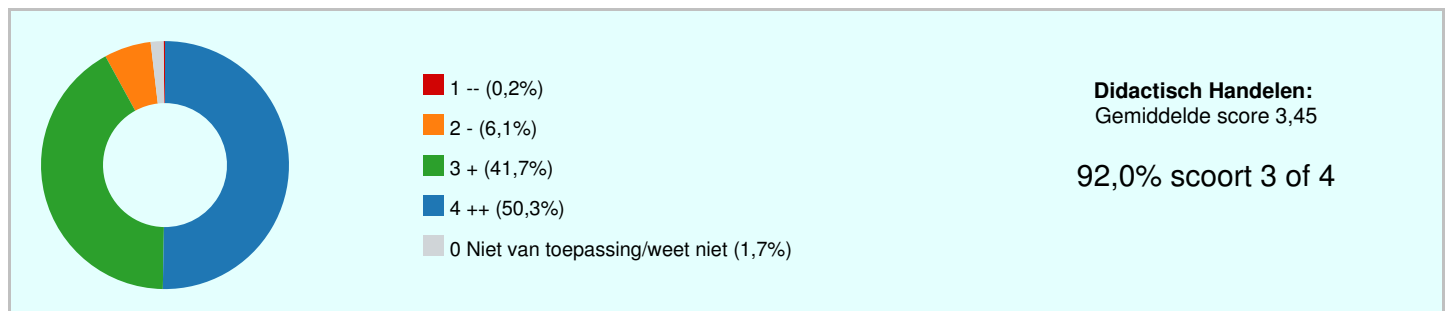 1 -- (0,2%)
2 - (6,1%)
3 + (41,7%)
4 ++ (50,3%)
0 Niet van toepassing/weet niet (1,7%)
Didactisch Handelen:
Gemiddelde score 3,45
92,0% scoort 3 of 4